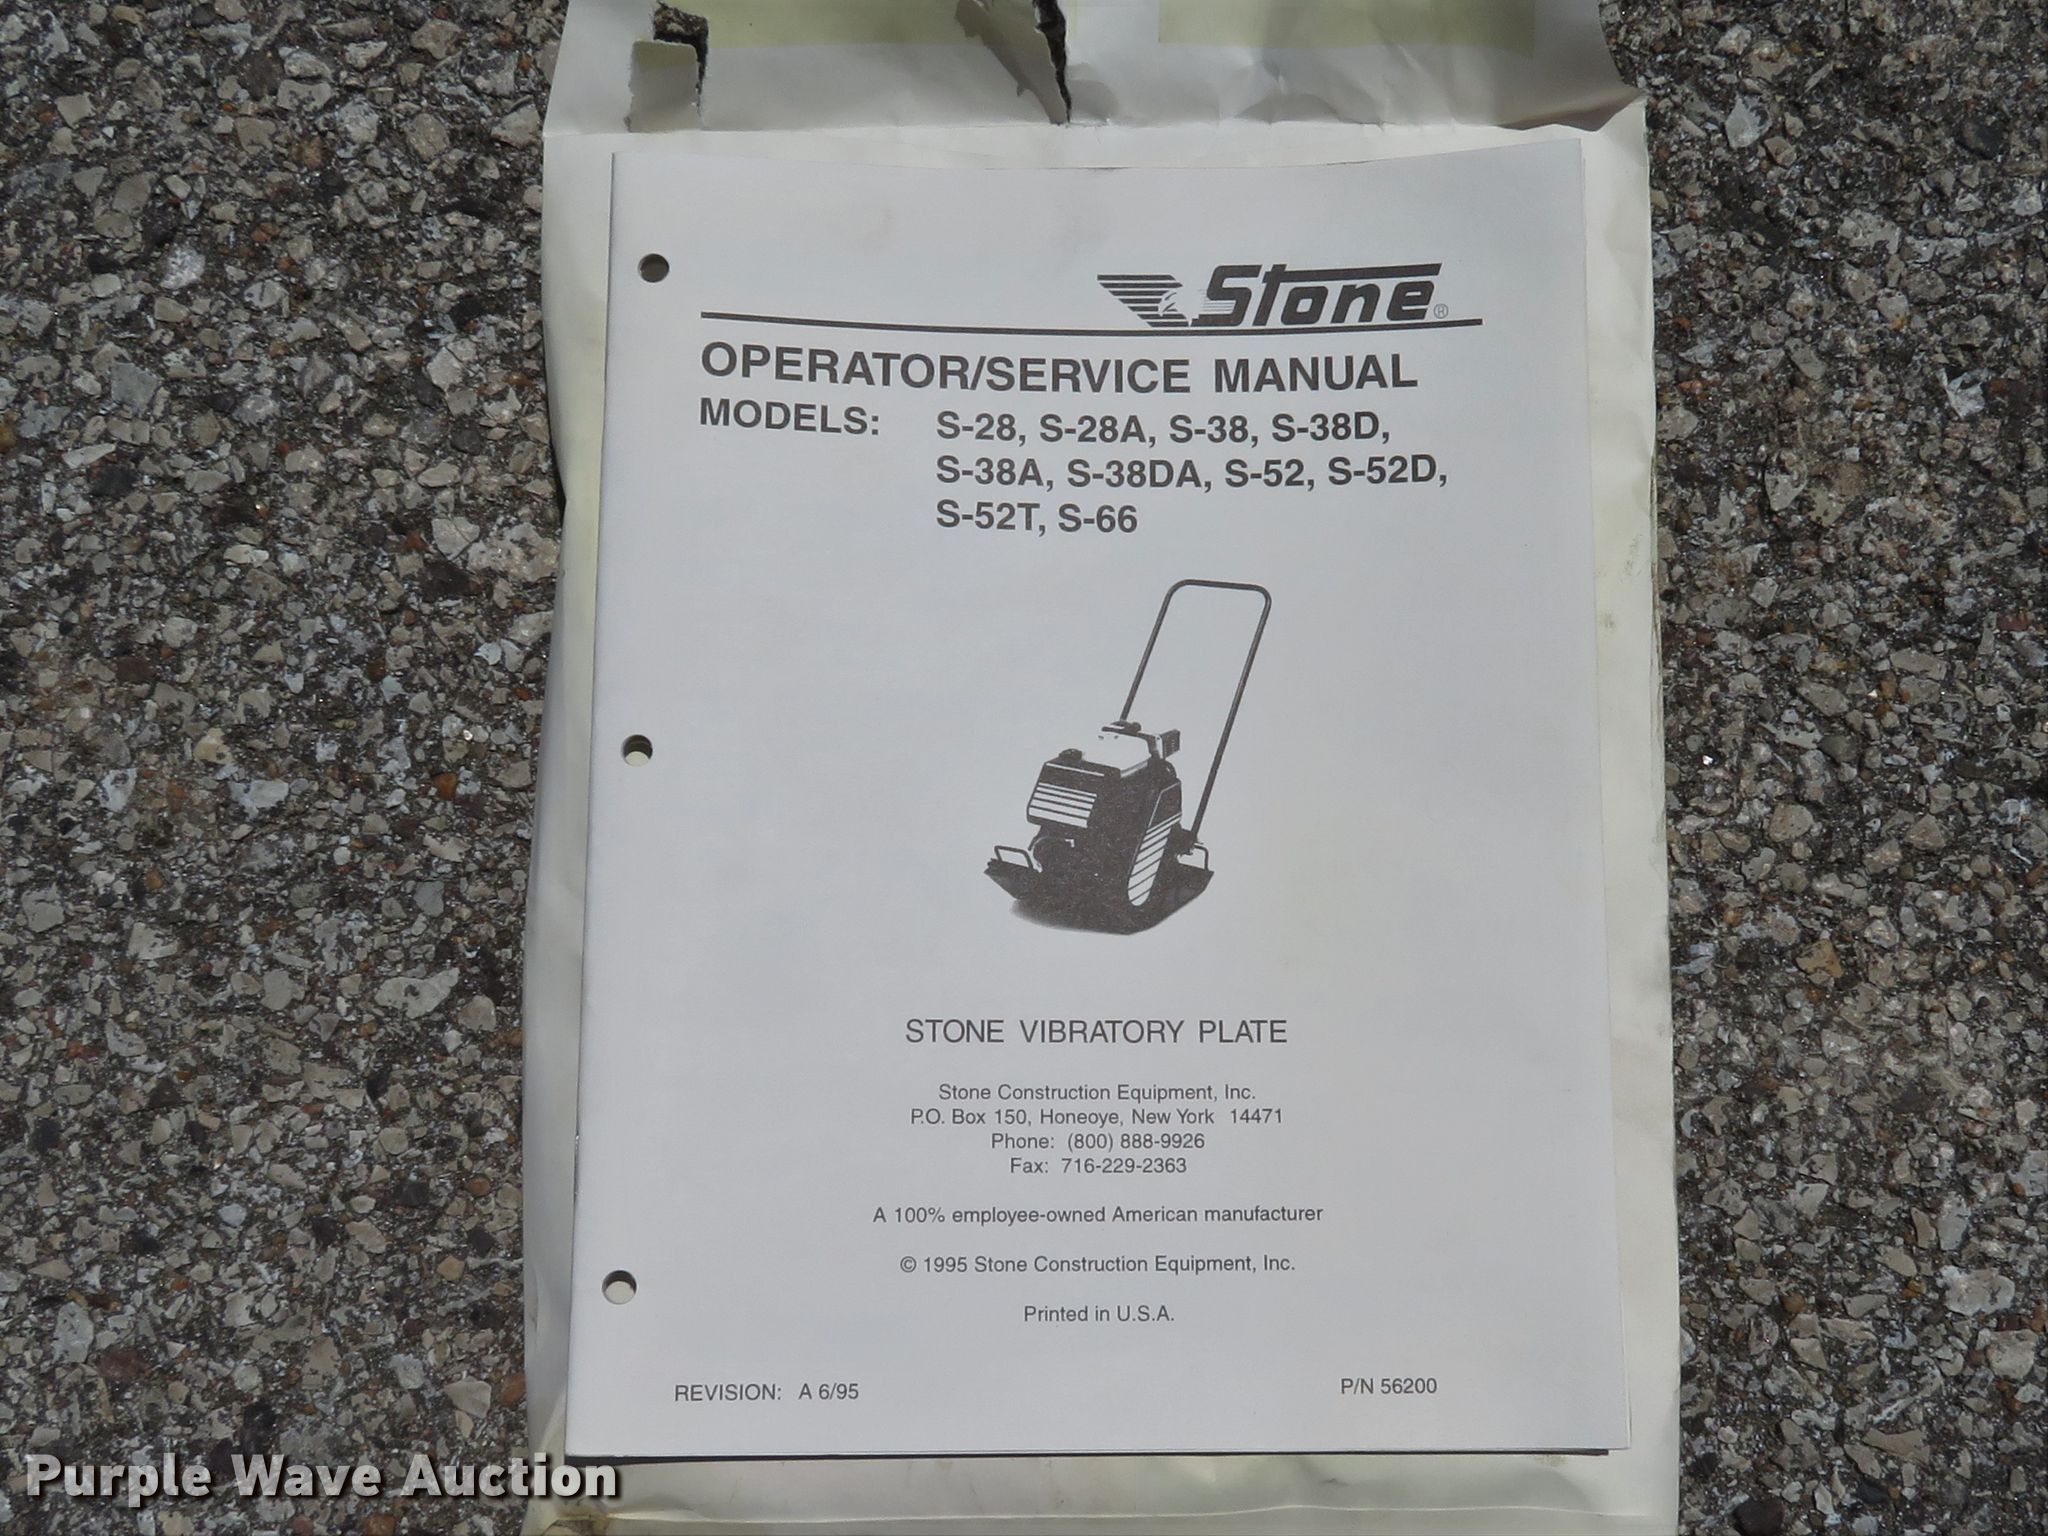 Stone®
OPERATOR/SERVICE MANUAL
MODELS: S-28, S-28A, S-38, S-38D,
S-38A, S-38DA, S-52, S-52D,
S-52T, S-66
STONE VIBRATORY PLATE
Stone Construction Equipment, Inc.
P.O. Box 150, Honeoye, New York 14471
Phone: (800) 888-9926
Fax: 716-229-2363
A 100% employee-owned American manufacturer
© 1995 Stone Construction Equipment, Inc.
Printed in U.S.A.
REVISION: A 6/95 P/N 56200
Purple Wave Auction